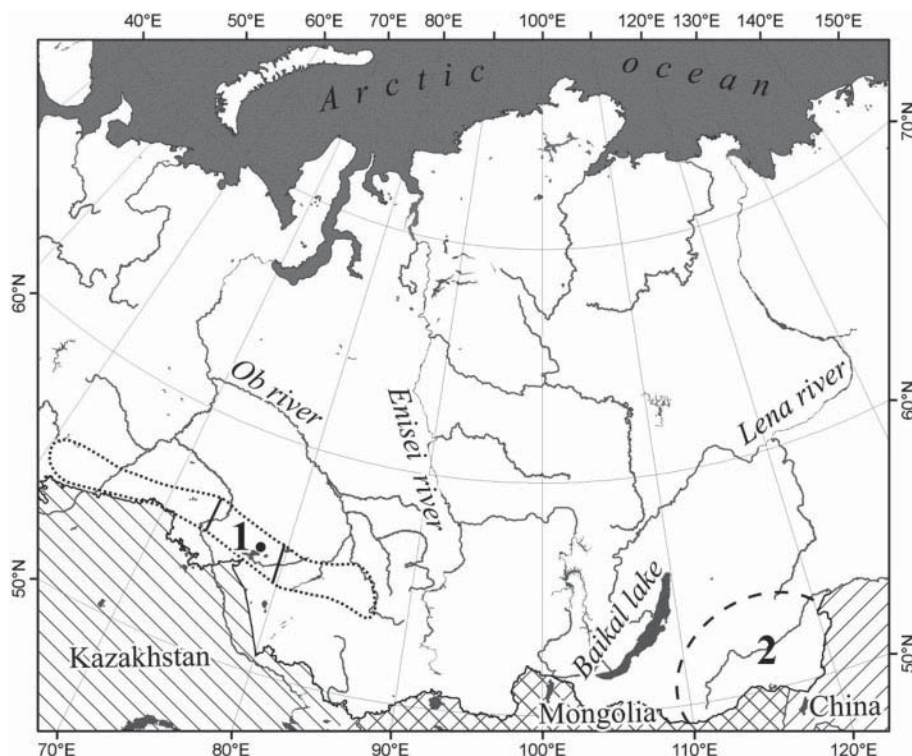 40°E 50°E 60°E 70°E 80°E 100°E 120°E 130°E 140°E 150°E
Arctic ocean
70°N
70°N
60°N
60°N
Ob river
Enisei river
Lena river
1.
50°N
50°N
Baikal lake
2
Kazakhstan
Mongolia
China
70°E 80°E 90°E 100°E 110°E 120°E